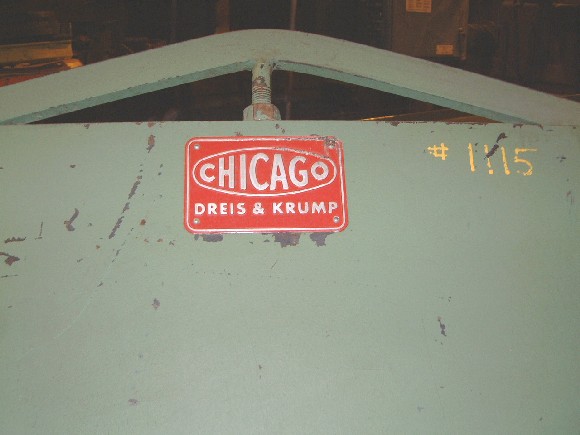 CHICAGO
DREIS & KRUMP
# 1115